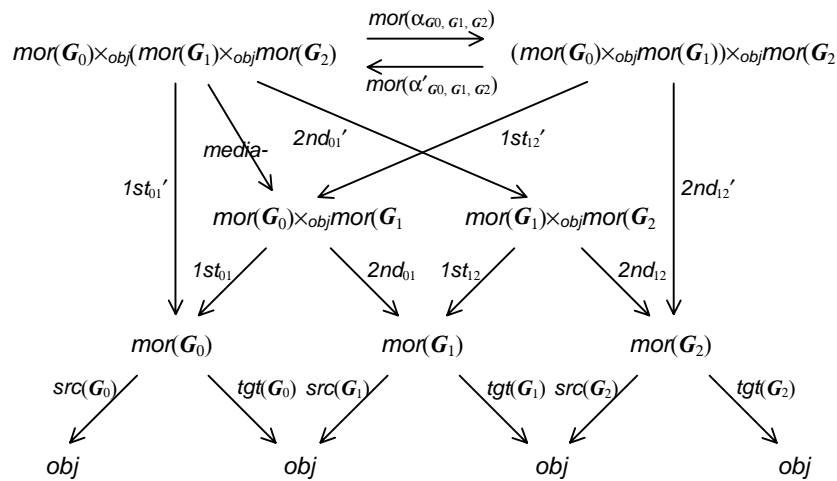 mor(α𝑮0, 𝑮1, 𝑮2)
mor(𝑮0)×obj(mor(𝑮1)×objmor(𝑮2) (mor(𝑮0)×objmor(𝑮1))×objmor(𝑮2
mor(α′𝑮0, 𝑮1, 𝑮2)
2nd01′ 1st12′
media-
1st01′ 2nd12′
mor(𝑮0)×objmor(𝑮1 mor(𝑮1)×objmor(𝑮2
1st01 2nd01 1st12 2nd12
mor(𝑮0) mor(𝑮1) mor(𝑮2)
src(𝑮0) tgt(𝑮0) src(𝑮1) tgt(𝑮1) src(𝑮2) tgt(𝑮2)
obj obj obj obj